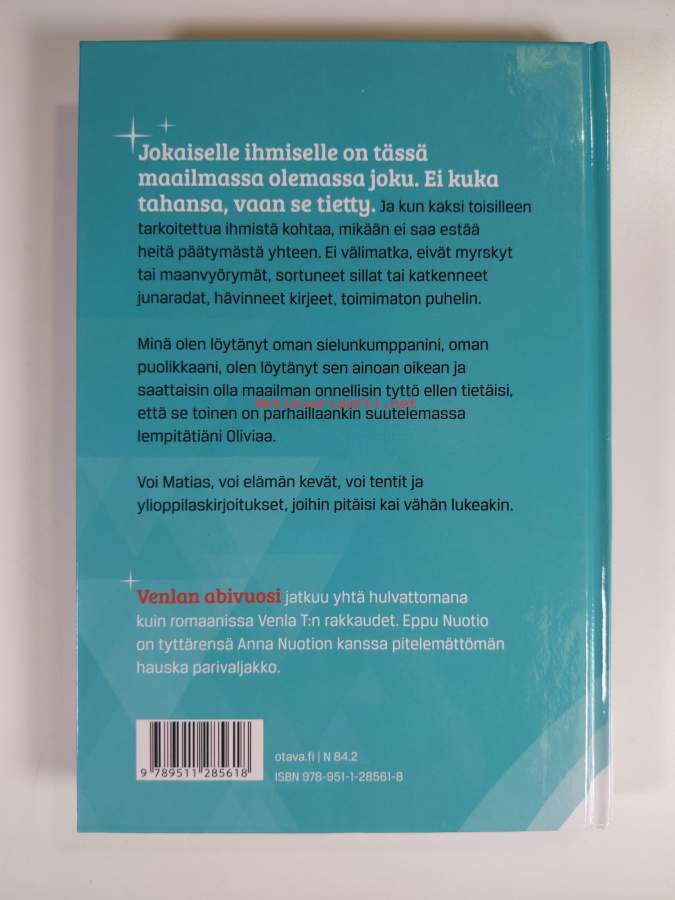 Jokaiselle ihmiselle on tässä
maailmassa olemassa joku. Ei kuka
tahansa, vaan se tietty. Ja kun kaksi toisilleen
tarkoitettua ihmistä kohtaa, mikään ei saa estää
heitä päätymästä yhteen. Ei välimatka, eivät myrskyt
tai maanvyörymät, sortuneet sillat tai katkenneet
junaradat, hävinneet kirjeet, toimimaton puhelin.
Minä olen löytänyt oman sielunkumppanini, oman
puolikkaani, olen löytänyt sen ainoan oikean ja
saattaisin olla maailman onnellisin tyttö ellen tietäisi,
Antikvariaatti.net
että se toinen on parhaillaankin suutelemassa
lempitätiäni Oliviaa.
Voi Matias, voi elämän kevät, voi tentit ja
ylioppilaskirjoitukset, joihin pitäisi kai vähän lukeakin.
Venlan abivuosi jatkuu yhtä hulvattomana
kuin romaanissa Venla T:n rakkaudet. Eppu Nuotio
on tyttärensä Anna Nuotion kanssa pitelemättömän
hauska parivaljakko.
otava.fi | N 84.2
ISBN 978-951-1-28561-8
9 789511 285618